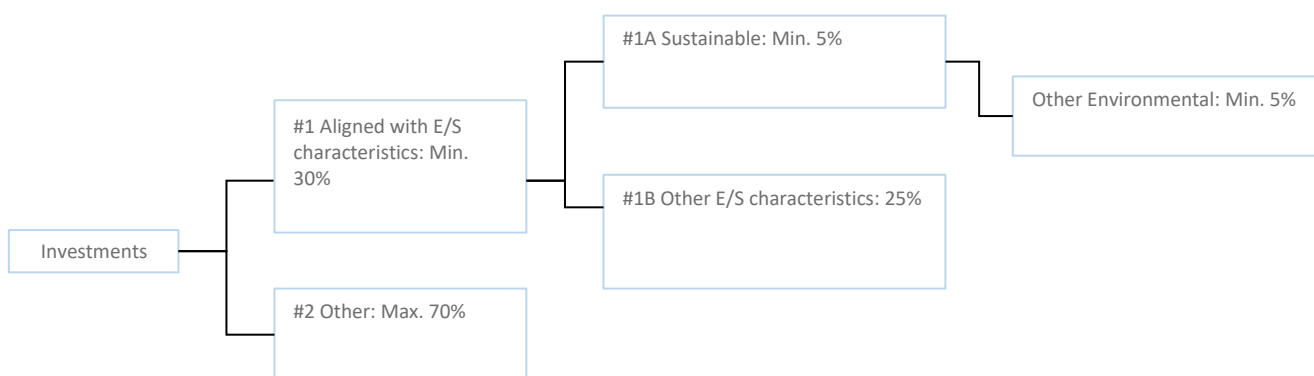 #1A Sustainable: Min. 5%
Other Environmental: Min. 5%
#1 Aligned with E/S
characteristics: Min.
30%
#1B Other E/S characteristics: 25%
Investments
#2 Other: Max. 70%